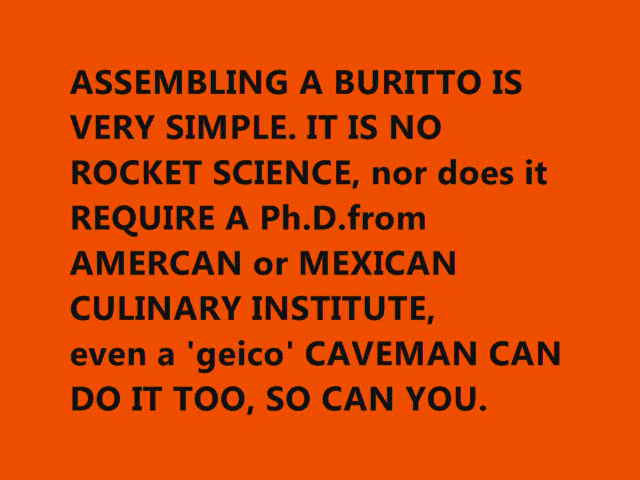 ASSEMBLING A BURITTO IS
VERY SIMPLE. IT IS NO
ROCKET SCIENCE, nor does it
REQUIRE A Ph.D.from
AMERCAN or MEXICAN
CULINARY INSTITUTE,
even a 'geico' CAVEMAN CAN
DO IT TOO, SO CAN YOU.